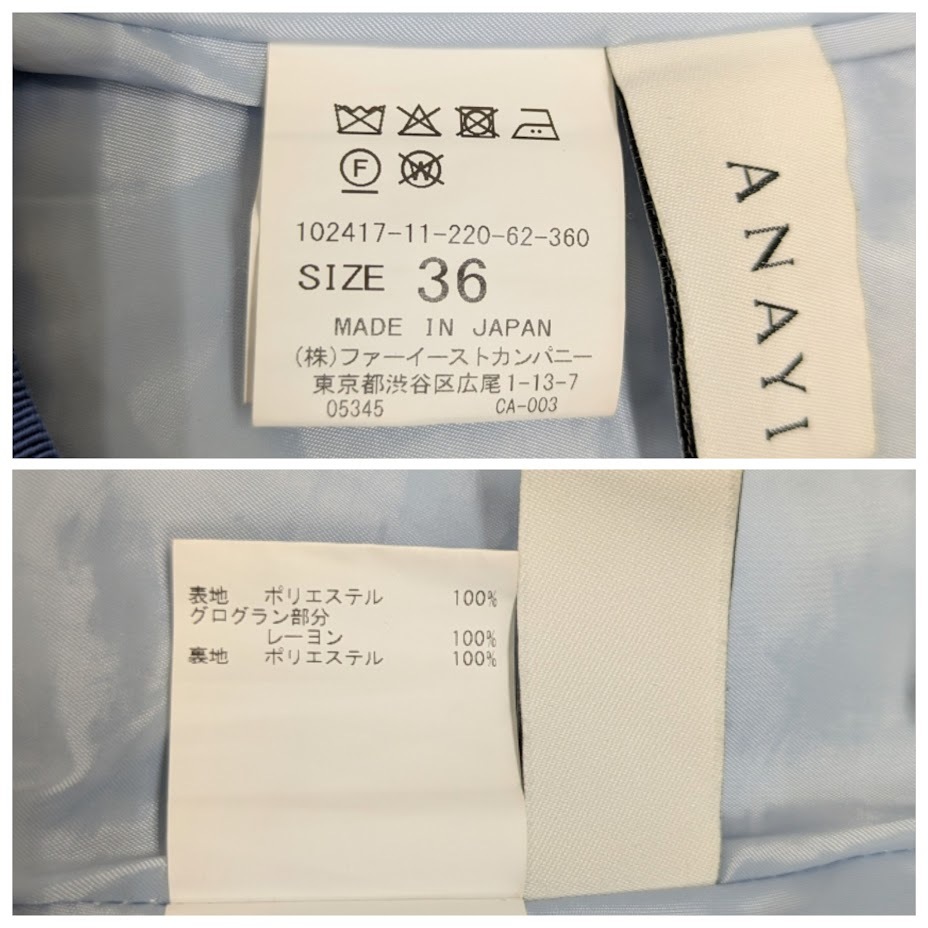 F
W
102417-11-220-62-360
SIZE 36
MADE IN JAPAN
(株)ファーイーストカンパニー
東京都渋谷区広尾1-13-7
05345 CA-003
ANAYI
表地 ポリエステル 100%
グログラン部分
レーヨン 100%
裏地 ポリエステル 100%